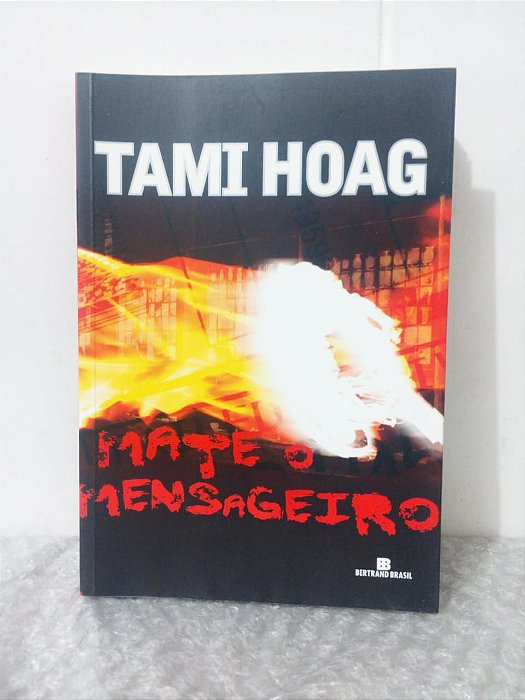 TAMI HOAG
MATE O
MENSAGEIRO
BERTRAND BRASIL